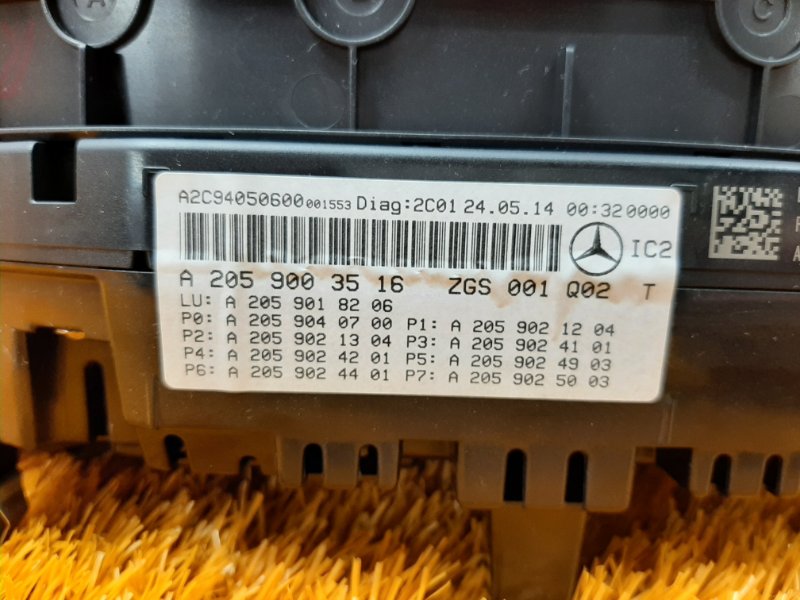 A
C
A2C94050600001553 Diag:2C01 24.05.14 00:320000
IC2
A 205 900 35 16 ZGS 001 Q02 T
LU: A 205 901 82 06
P0: A 205 904 07 00 P1: A 205 902 12 04
P2: A 205 902 13 04 P3: A 205 902 41 01
P4: A 205 902 42 01 P5: A 205 902 49 03
P6: A 205 902 44 01 P7: A 205 902 50 03